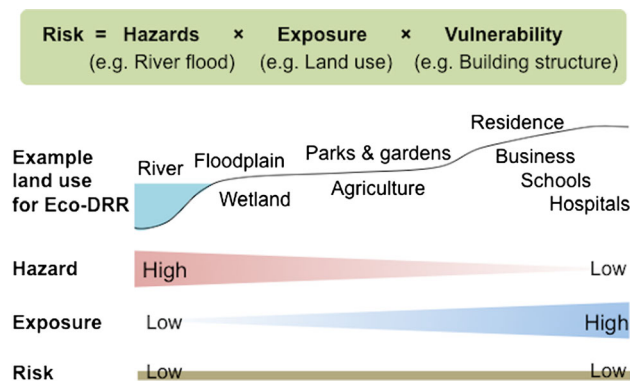 Risk = Hazards × Exposure × Vulnerability
(e.g. River flood) (e.g. Land use) (e.g. Building structure)
Example
land use
for Eco-DRR
River
Floodplain
Wetland
Parks & gardens
Agriculture
Residence
Business
Schools
Hospitals
Hazard High Low
Exposure Low High
Risk Low Low